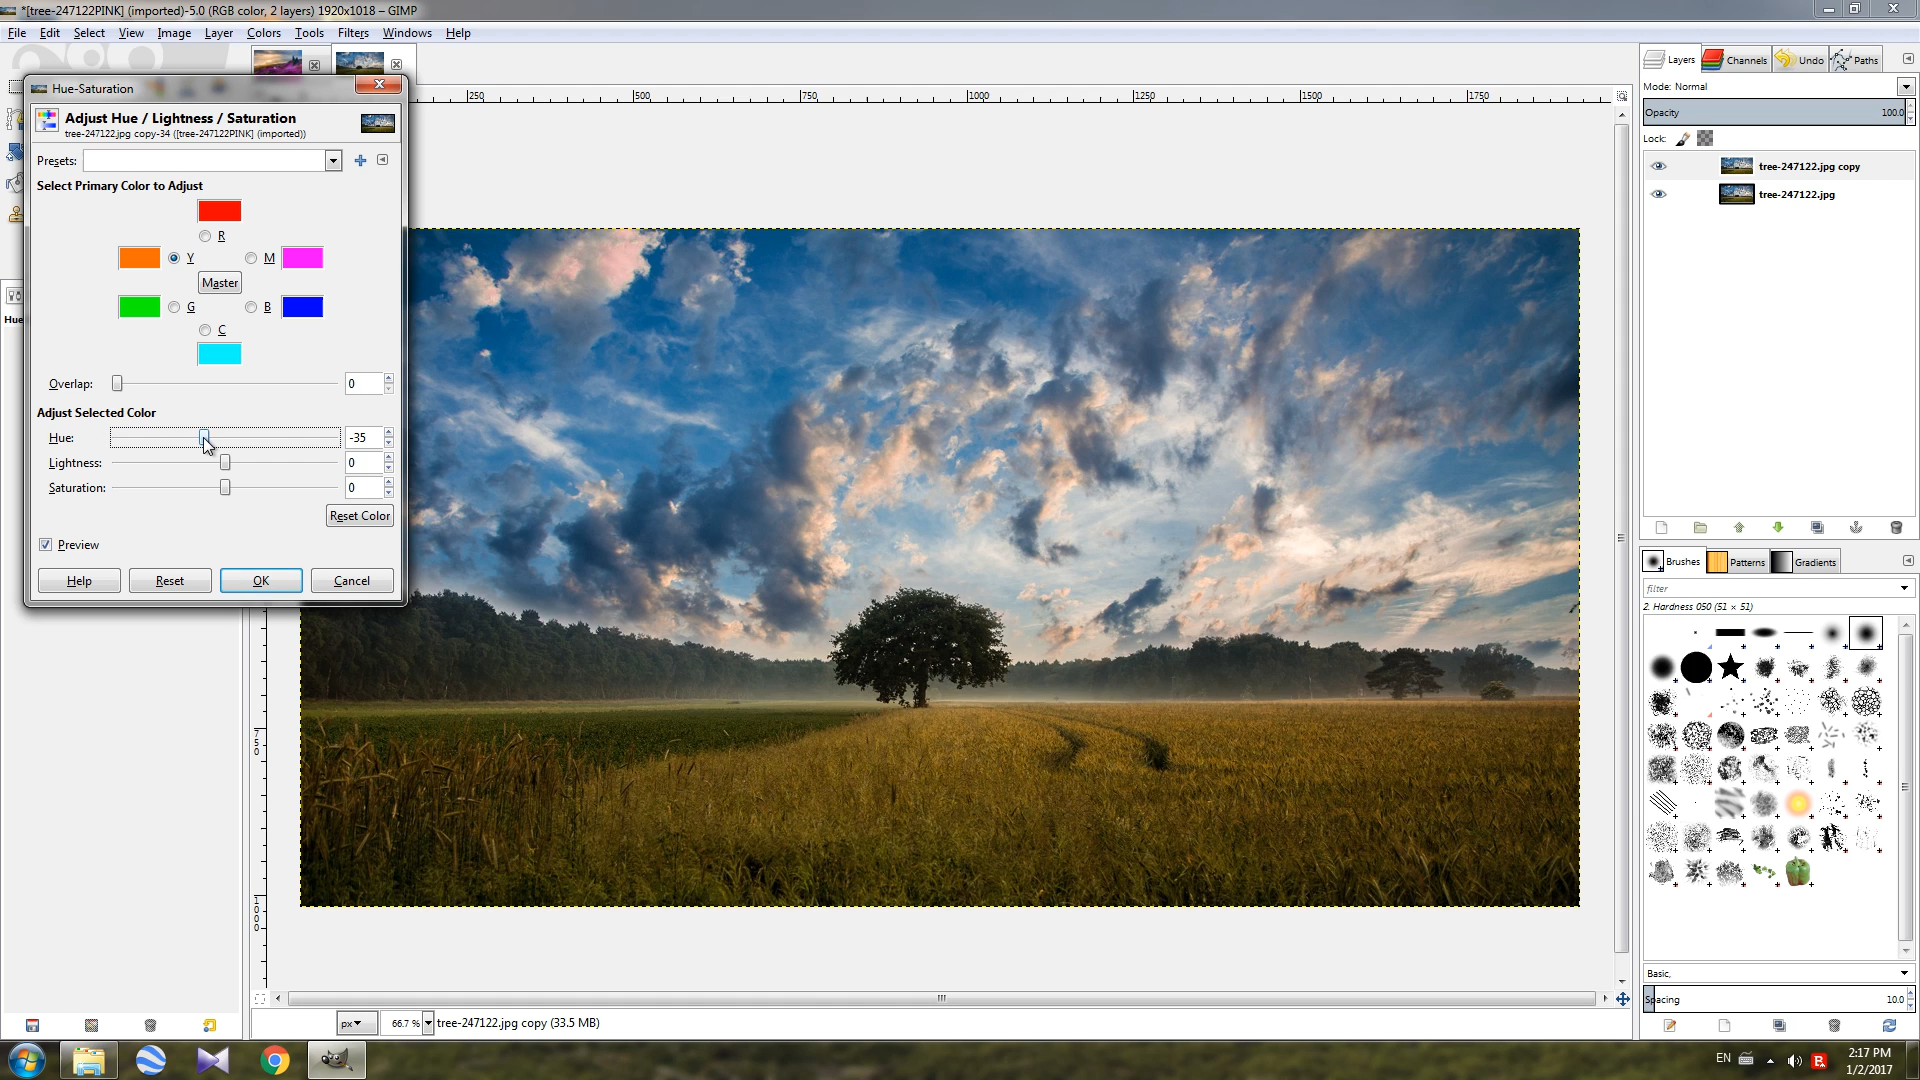 *[tree-247122PINK] (imported)-5.0 (RGB color, 2 layers) 1920x1018 – GIMP
File Edit Select View Image Layer Colors Tools Filters Windows Help
Hue-Saturation
Adjust Hue / Lightness / Saturation
tree-247122.jpg copy-34 ([tree-247122PINK] (imported))
Presets:
Select Primary Color to Adjust
R
Y
M
Master
G
B
C
Overlap: 0
Adjust Selected Color
Hue: -35
Lightness: 0
Saturation: 0
Reset Color
Preview
Help Reset OK Cancel
Hue
250 500 750 1000 1250 1500 1750
750
1000
px 66.7 % tree-247122.jpg copy (33.5 MB)
Layers Channels Undo Paths
Mode: Normal
Opacity 100.0
Lock:
tree-247122.jpg copy
tree-247122.jpg
Brushes Patterns Gradients
filter
2. Hardness 050 (51 × 51)
Basic,
Spacing 10.0
EN
2:17 PM
1/2/2017